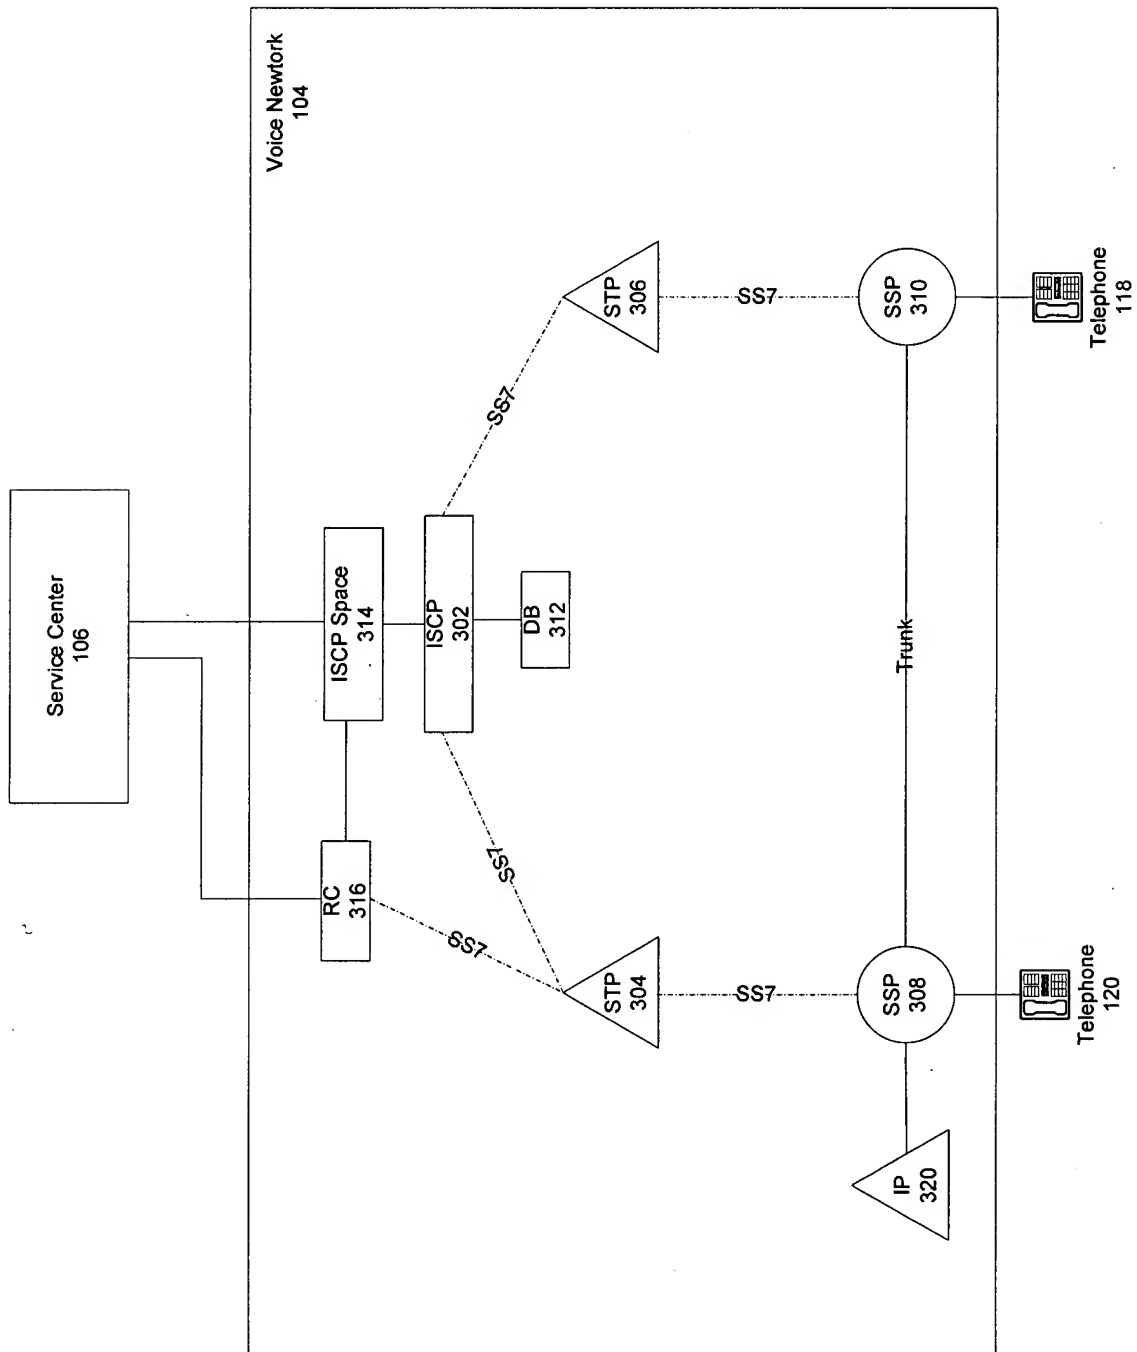 Service Center
106
Voice Newtork
104
RC
316
ISCP Space
314
ISCP
302
DB
312
SS7
SS7
SS7
STP
304
STP
306
SS7
SS7
IP
320
SSP
308
Trunk
SSP
310
Telephone
120
Telephone
118